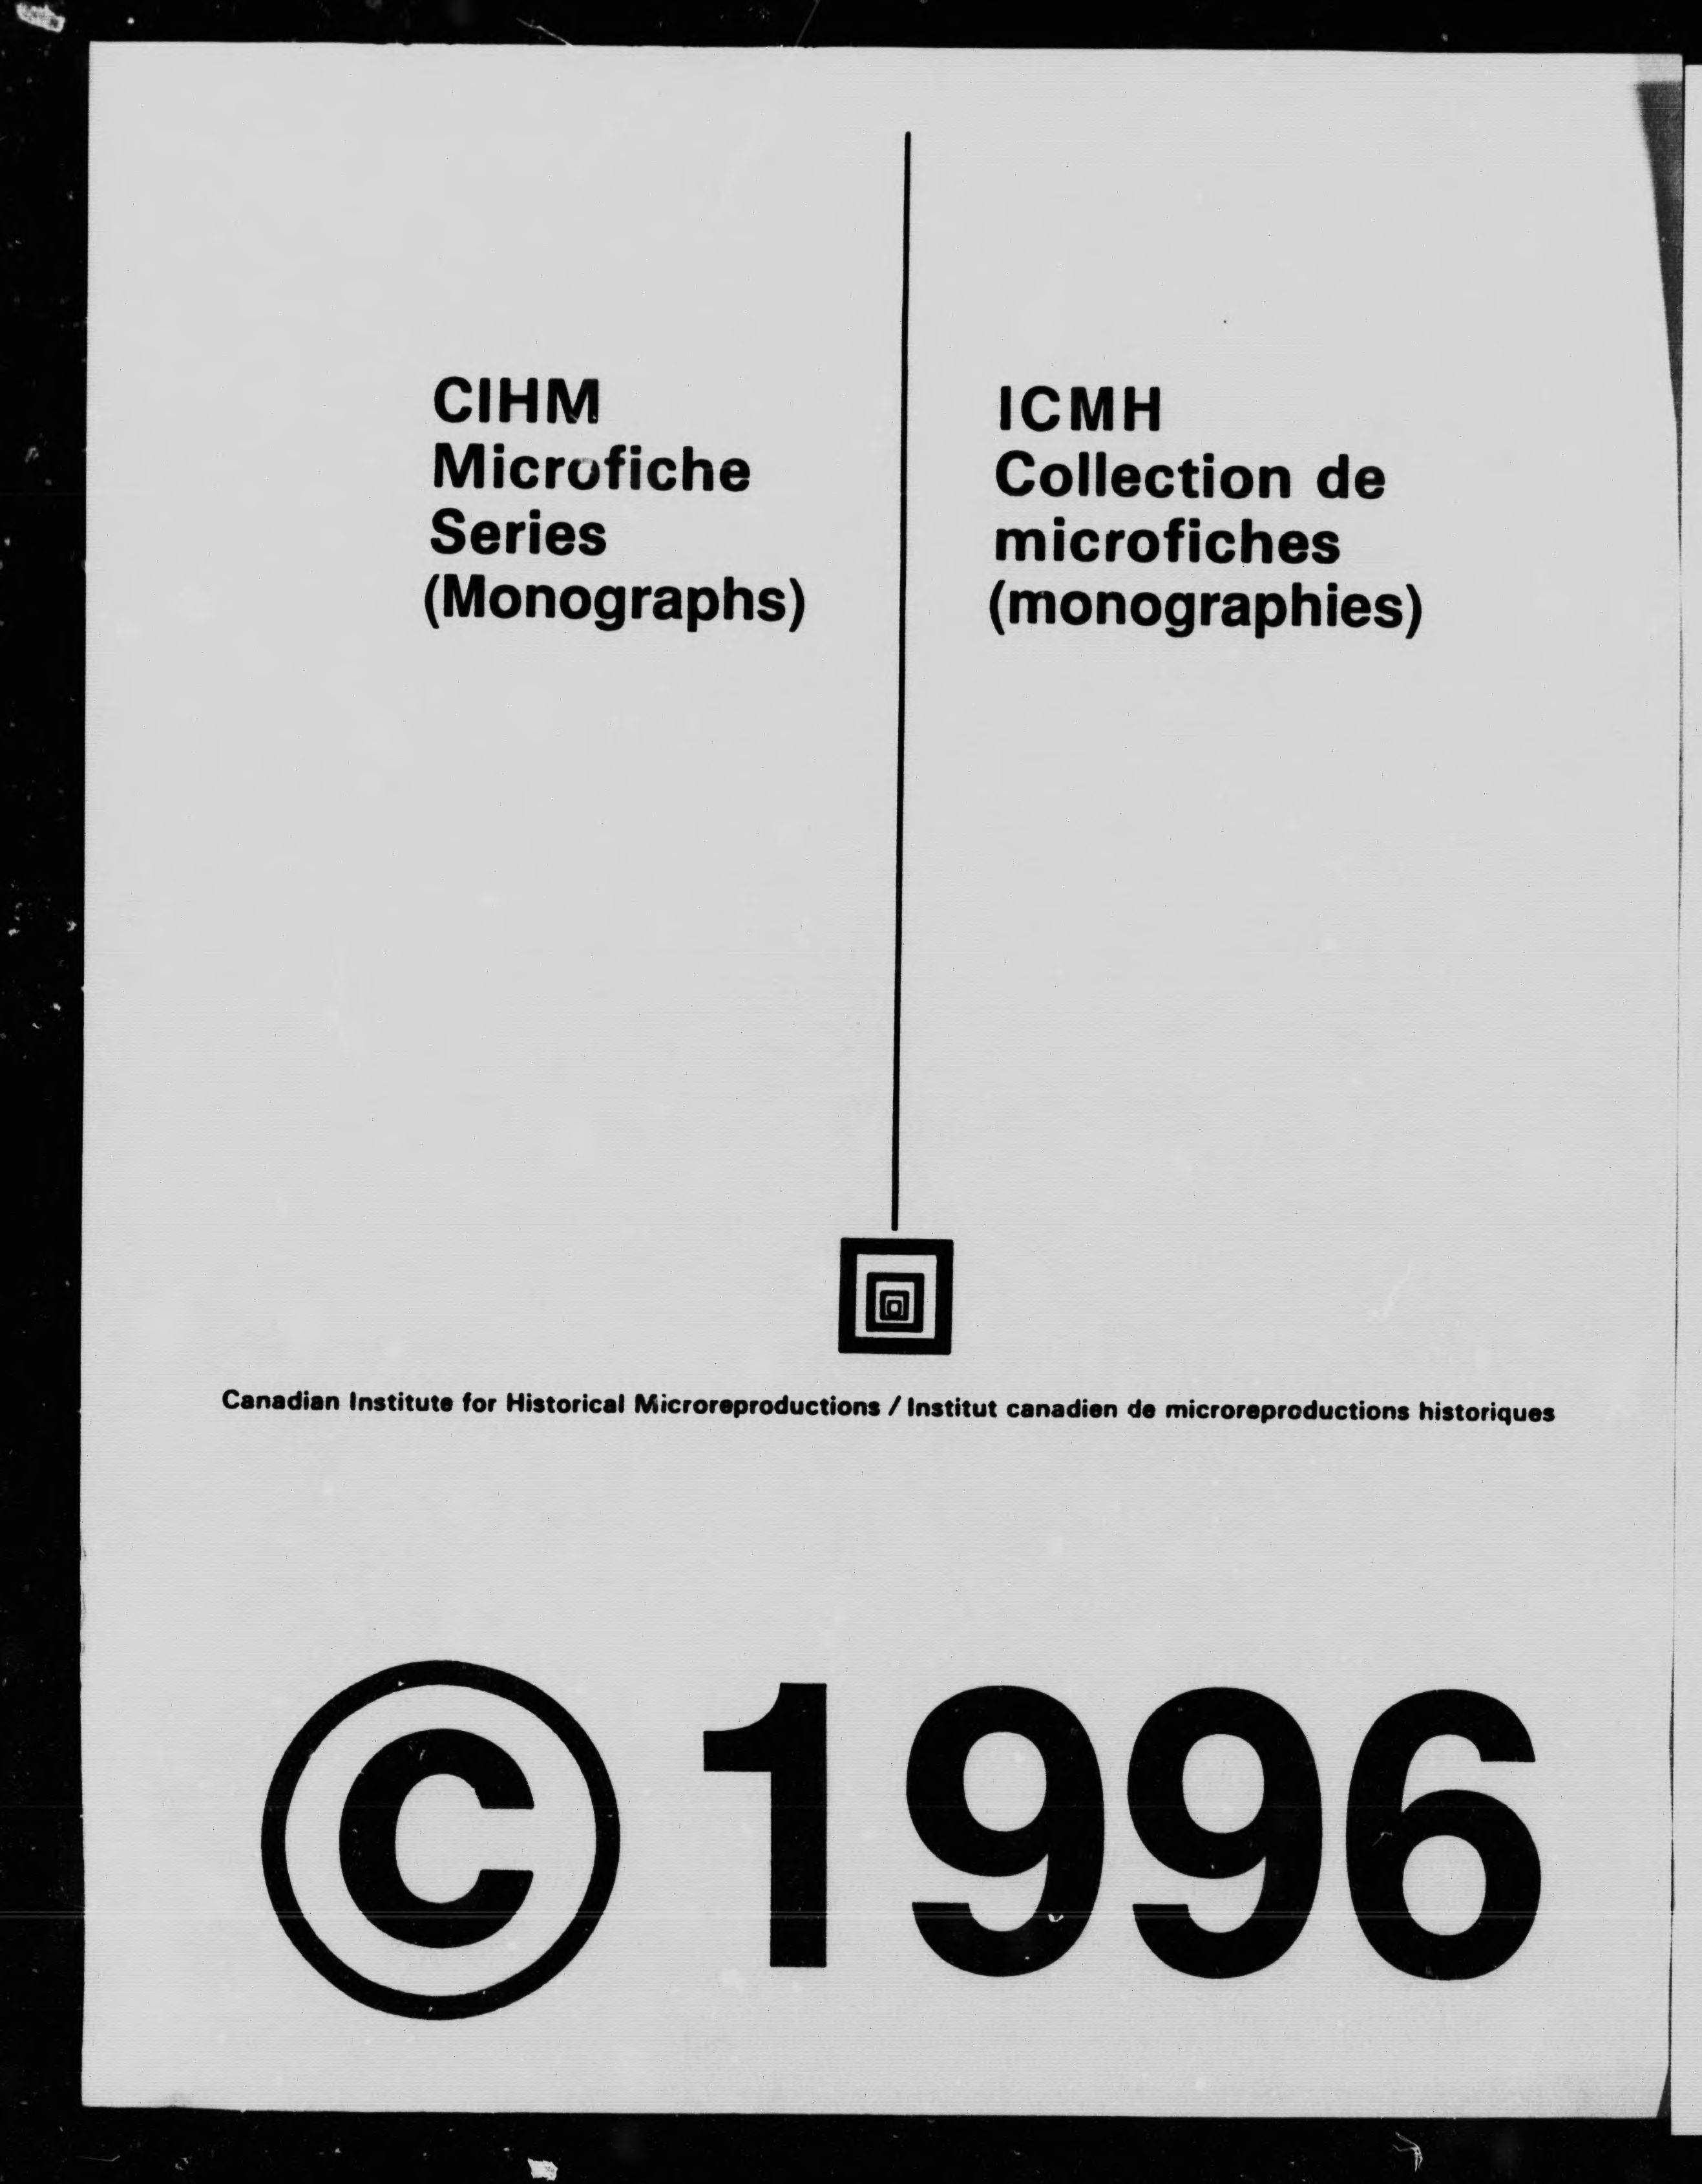 CIHM
Microfiche
Series
(Monographs)
ICMH
Collection de
microfiches
(monographies)
Canadian Institute for Historical Microreproductions / Institut canadien de microreproductions historiques
© 1996